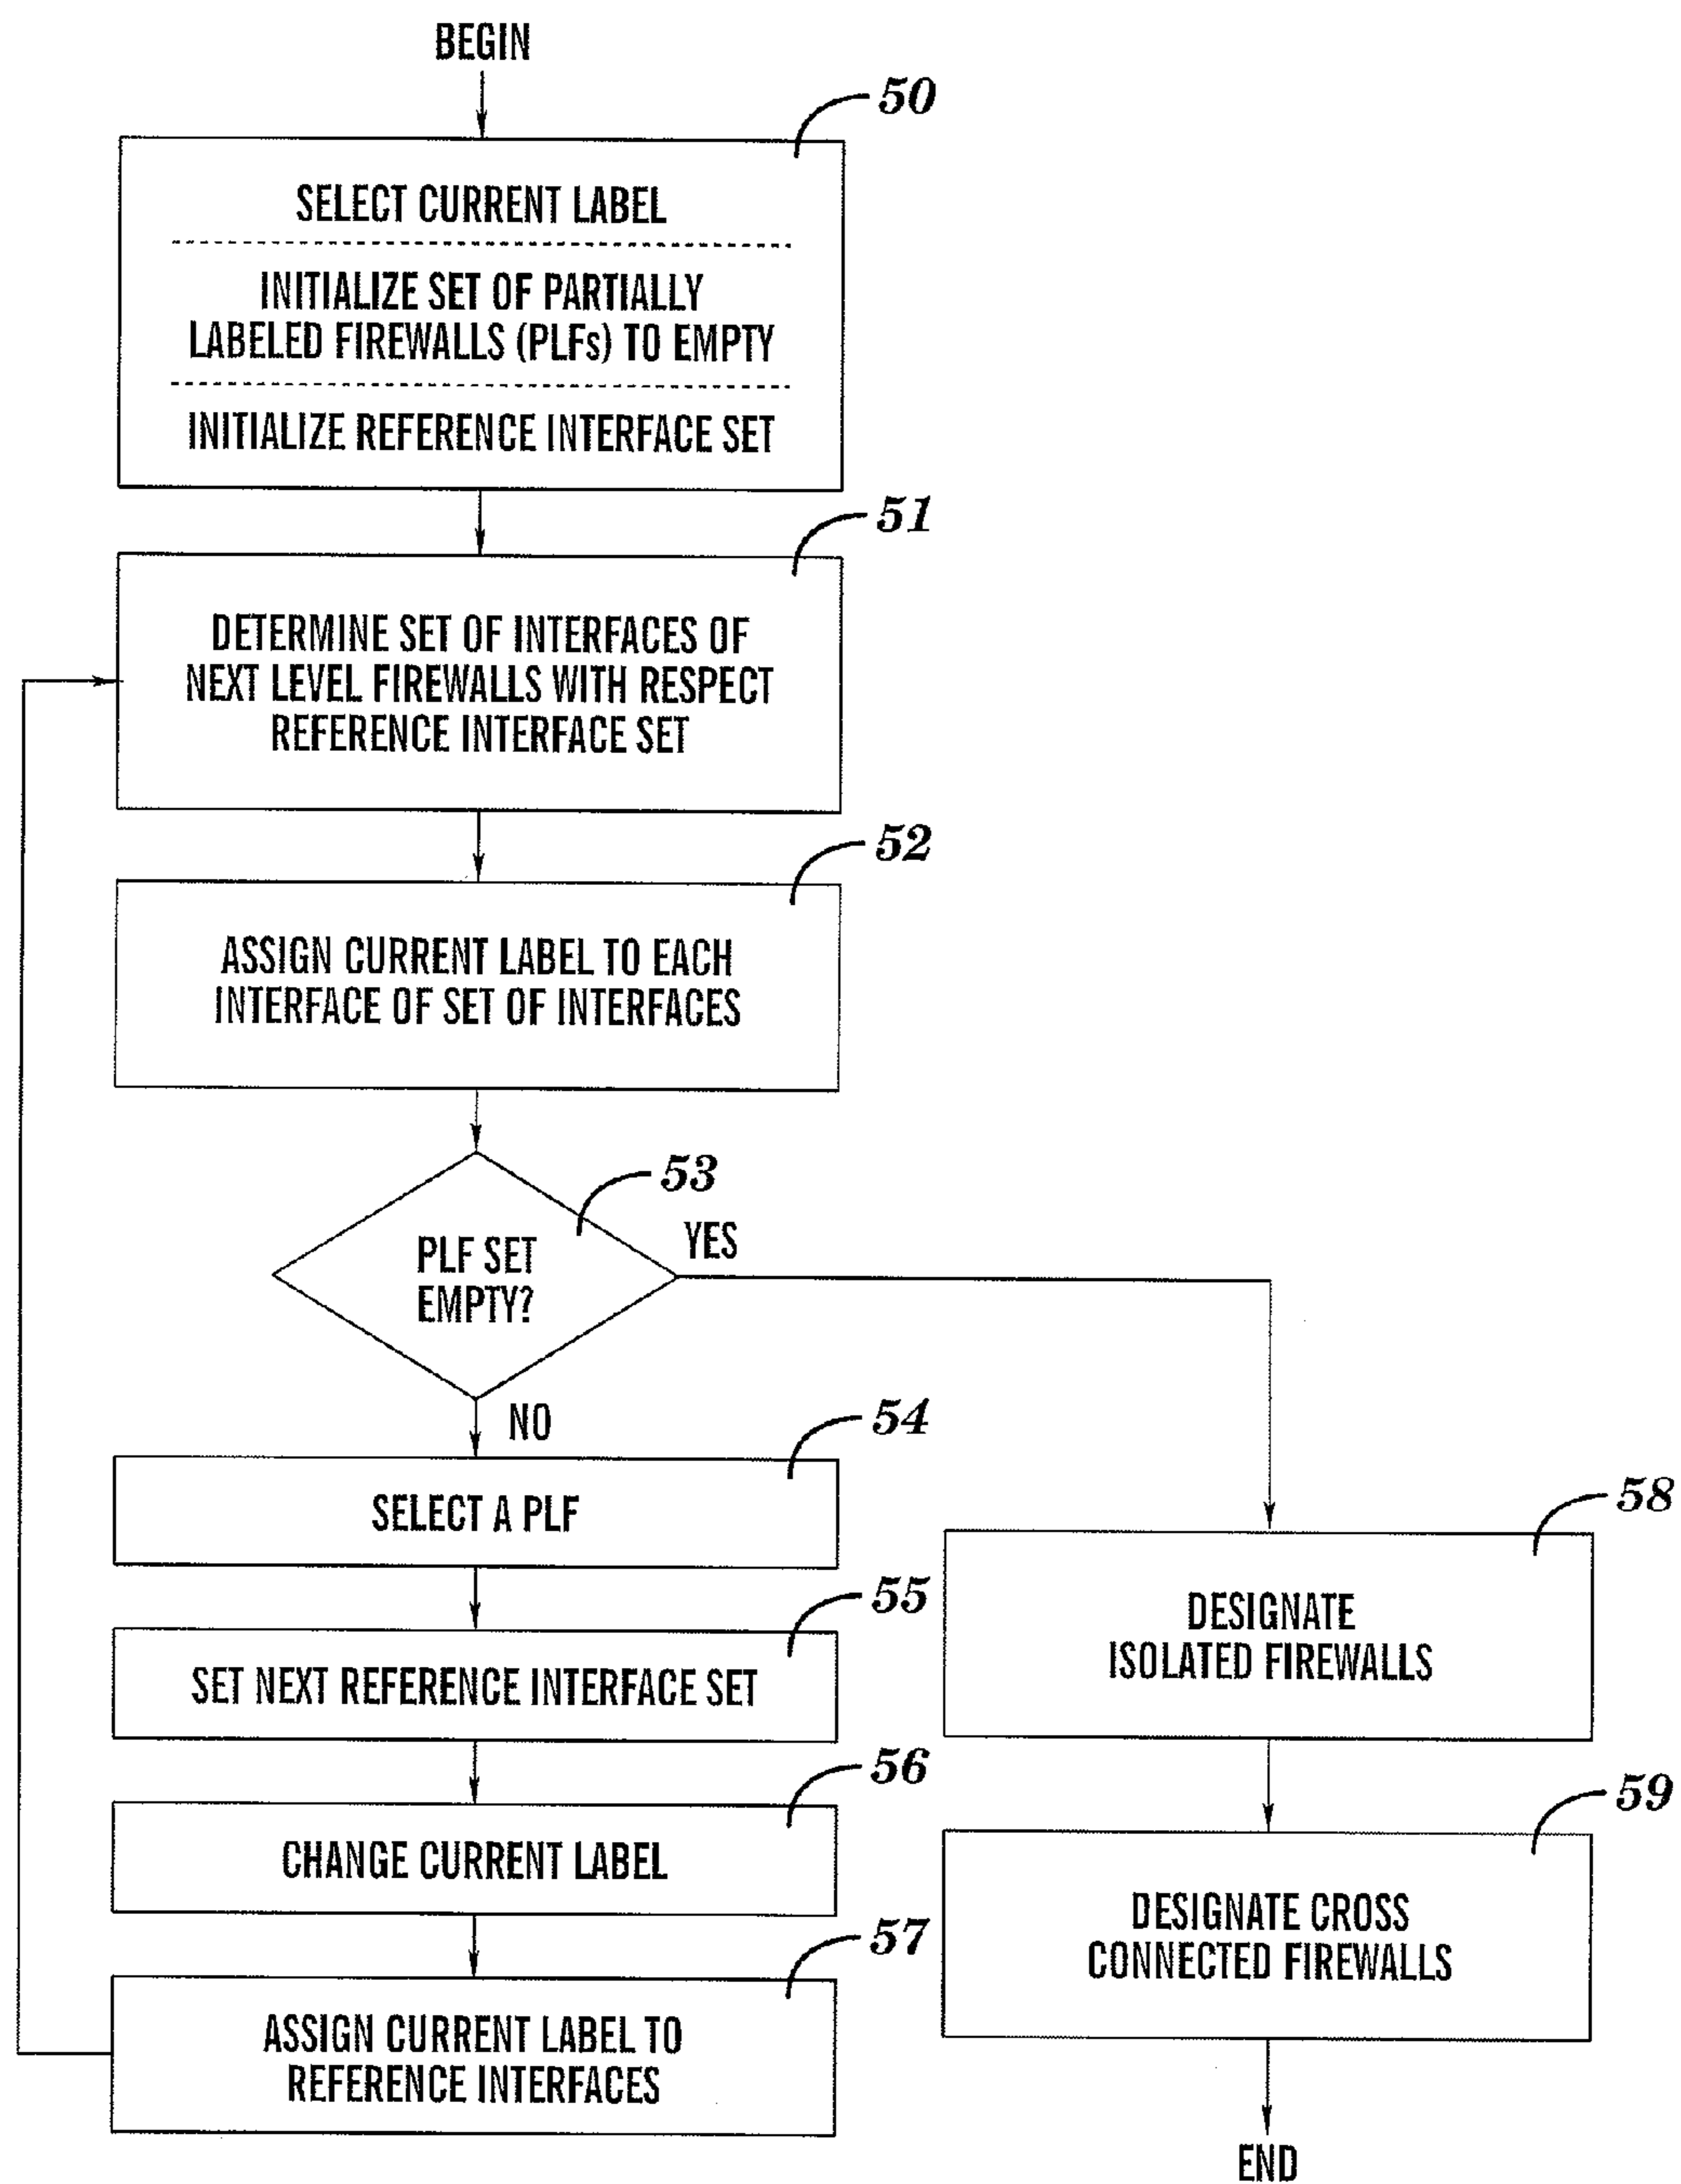 BEGIN
50
SELECT CURRENT LABEL
INITIALIZE SET OF PARTIALLY
LABELED FIREWALLS (PLFs) TO EMPTY
INITIALIZE REFERENCE INTERFACE SET
51
DETERMINE SET OF INTERFACES OF
NEXT LEVEL FIREWALLS WITH RESPECT
REFERENCE INTERFACE SET
52
ASSIGN CURRENT LABEL TO EACH
INTERFACE OF SET OF INTERFACES
53
PLF SET
EMPTY?
YES
NO
54
SELECT A PLF
55
SET NEXT REFERENCE INTERFACE SET
56
CHANGE CURRENT LABEL
57
ASSIGN CURRENT LABEL TO
REFERENCE INTERFACES
58
DESIGNATE
ISOLATED FIREWALLS
59
DESIGNATE CROSS
CONNECTED FIREWALLS
END